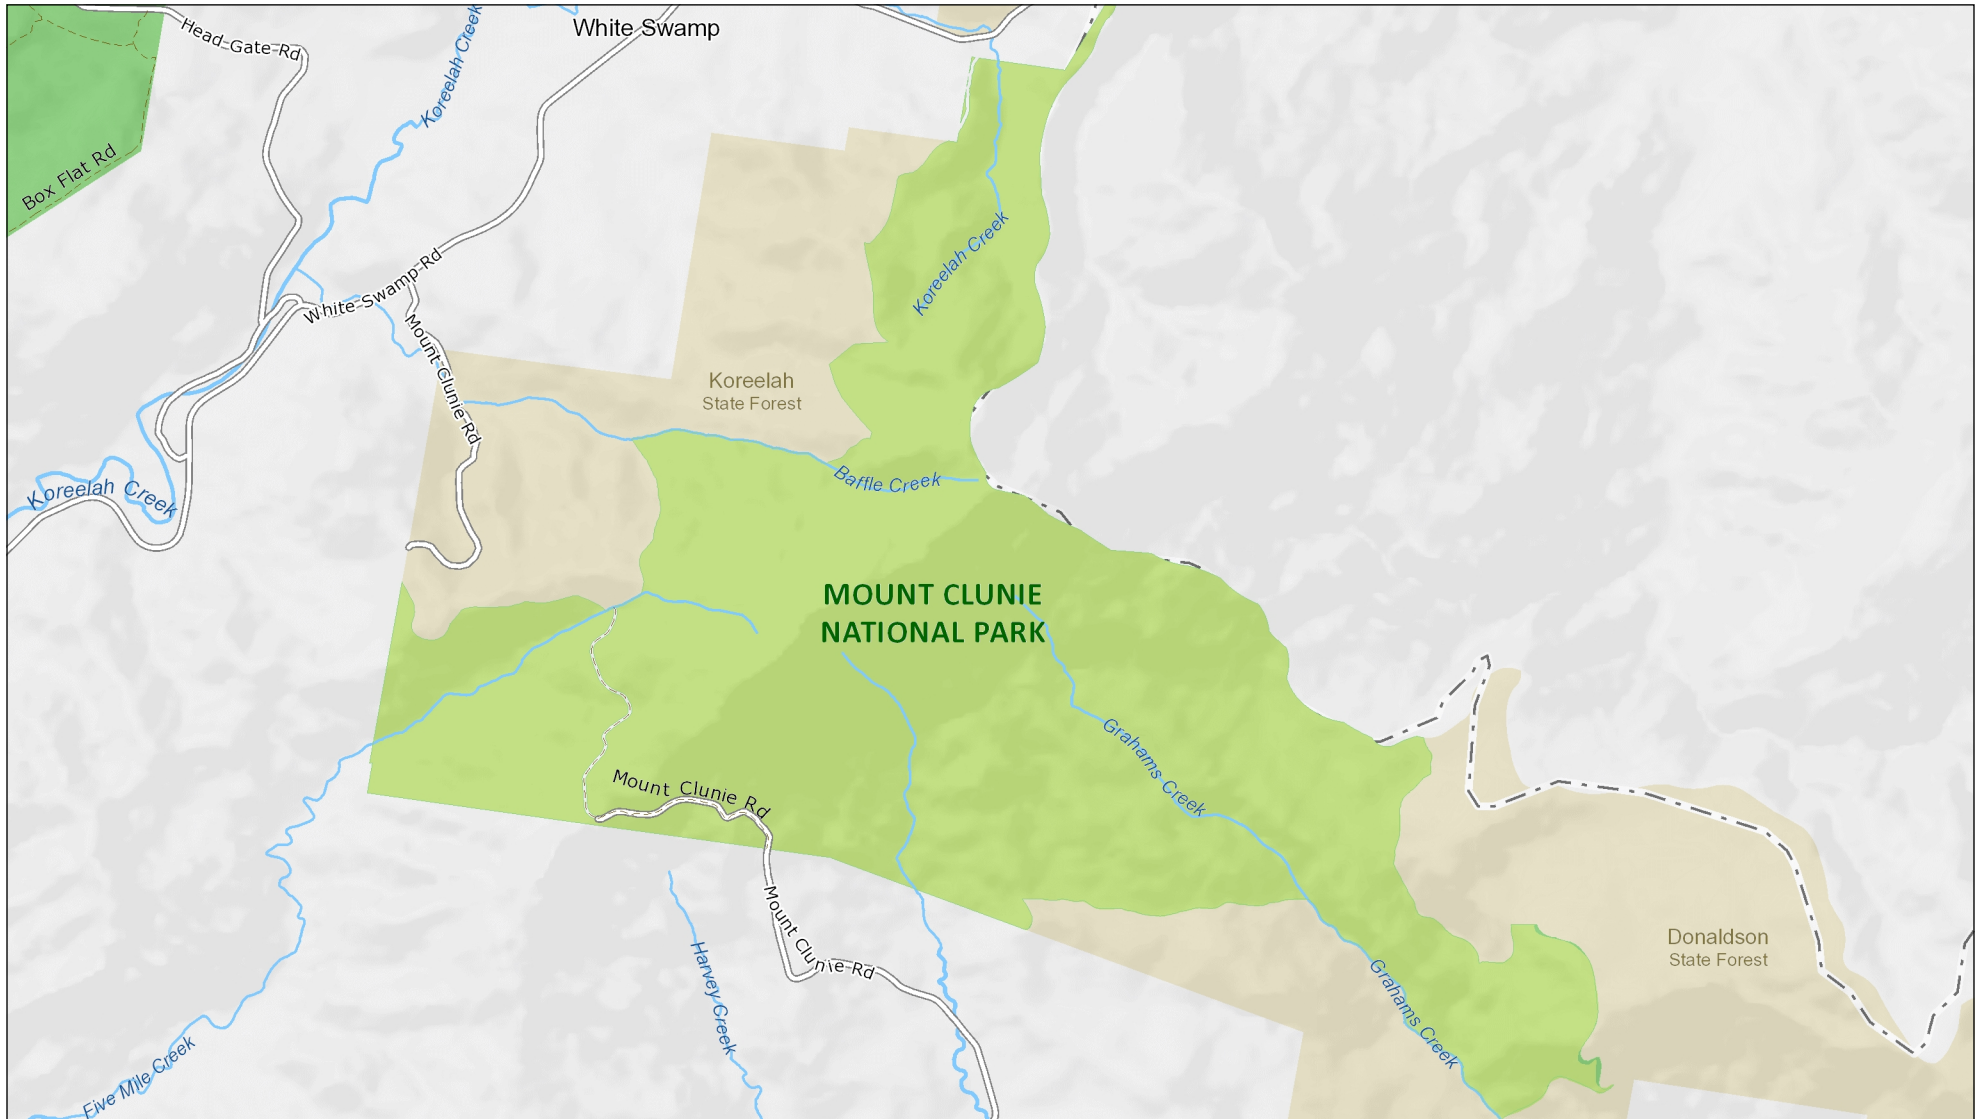 White Swamp
Head Gate Rd
Koreelah Creek
Box Flat Rd
Koreelah Creek
White Swamp Rd
Mount Clunie Rd
Koreelah
State Forest
Baffle Creek
Koreelah Creek
MOUNT CLUNIE
NATIONAL PARK
Grahams Creek
Mount Clunie Rd
Mount Clunie Rd
Harvey Creek
Donaldson
State Forest
Grahams Creek
Five Mile Creek